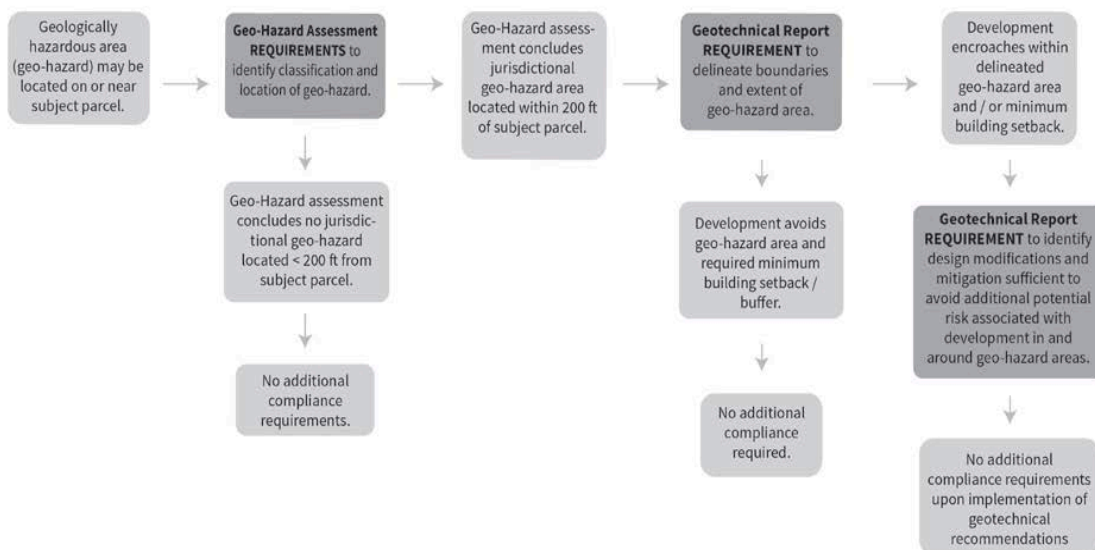 Geologically
hazardous area
(geo-hazard) may be
located on or near
subject parcel.
Geo-Hazard Assessment
REQUIREMENTS to
identify classification and
location of geo-hazard.
Geo-Hazard assess-
ment concludes
jurisdictional
geo-hazard area
located within 200 ft
of subject parcel.
Geotechnical Report
REQUIREMENT to
delineate boundaries
and extent of
geo-hazard area.
Development
encroaches within
delineated
geo-hazard area
and / or minimum
building setback.
Geo-Hazard assessment
concludes no jurisdic-
tional geo-hazard
located < 200 ft from
subject parcel.
Development avoids
geo-hazard area and
required minimum
building setback /
buffer.
Geotechnical Report
REQUIREMENT to identify
design modifications and
mitigation sufficient to
avoid additional potential
risk associated with
development in and
around geo-hazard areas.
No additional
compliance
requirements.
No additional
compliance
required.
No additional
compliance requirements
upon implementation of
geotechnical
recommendations